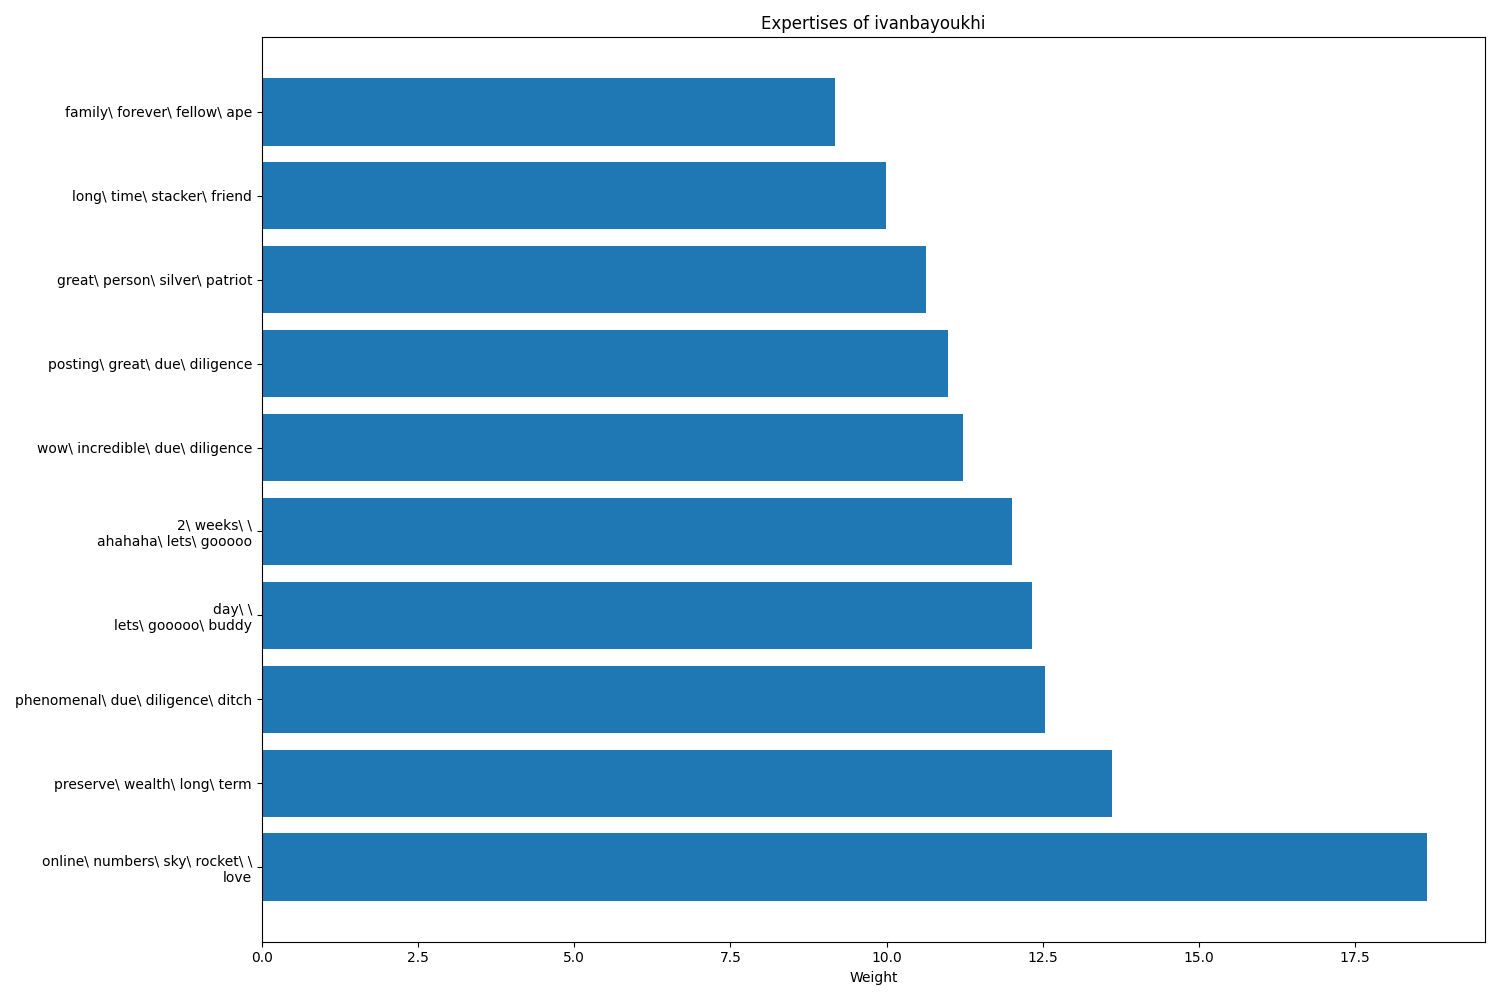 Expertises of ivanbayoukhi
family\ forever\ fellow\ ape
long\ time\ stacker\ friend
great\ person\ silver\ patriot
posting\ great\ due\ diligence
wow\ incredible\ due\ diligence
2\ weeks\ \
ahahaha\ lets\ gooooo
day\ \
lets\ gooooo\ buddy
phenomenal\ due\ diligence\ ditch
preserve\ wealth\ long\ term
online\ numbers\ sky\ rocket\ \
love
0.0 2.5 5.0 7.5 10.0 12.5 15.0 17.5
Weight